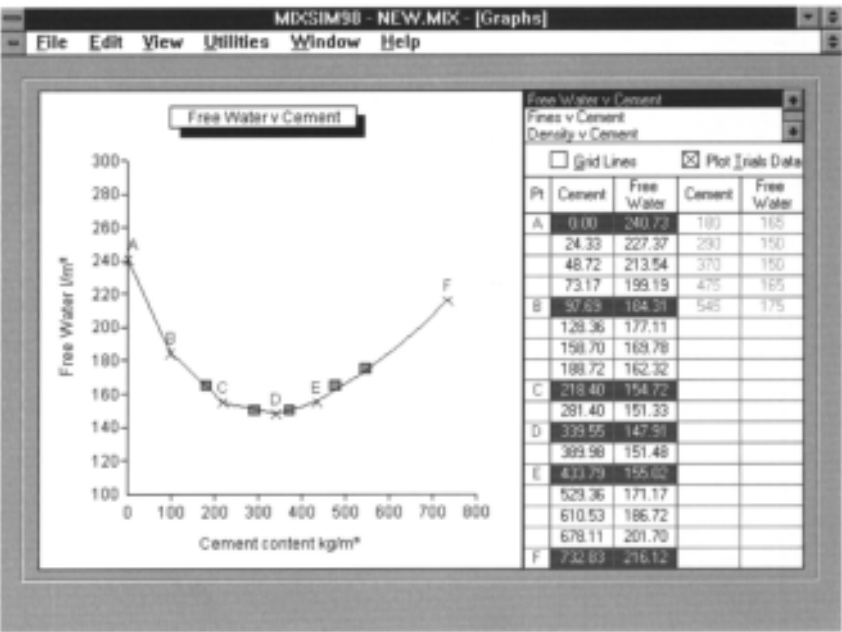 MIXSIM98 - NEW.MIX - [Graphs]
File Edit View Utilities Window Help
Free Water v Cement
300
280
260
240
220
200
180
160
140
120
100
0 100 200 300 400 500 600 700 800
A
B
C
D
E
F
Free Water l/m³
Cement content kg/m³
Free Water v Cement
Fines v Cement
Density v Cement
Grid Lines Plot Trials Data
Pt Cement Free Water Cement Free Water
A 0.00 240.73 180 165
24.33 227.37 290 150
48.72 213.54 370 150
73.17 199.19 475 165
B 97.69 184.31 545 175
128.36 177.11
158.70 169.78
188.72 162.32
C 218.40 154.72
281.40 151.33
D 339.55 147.91
389.98 151.48
E 433.79 155.02
529.36 171.17
610.53 186.72
678.11 201.70
F 732.83 216.12